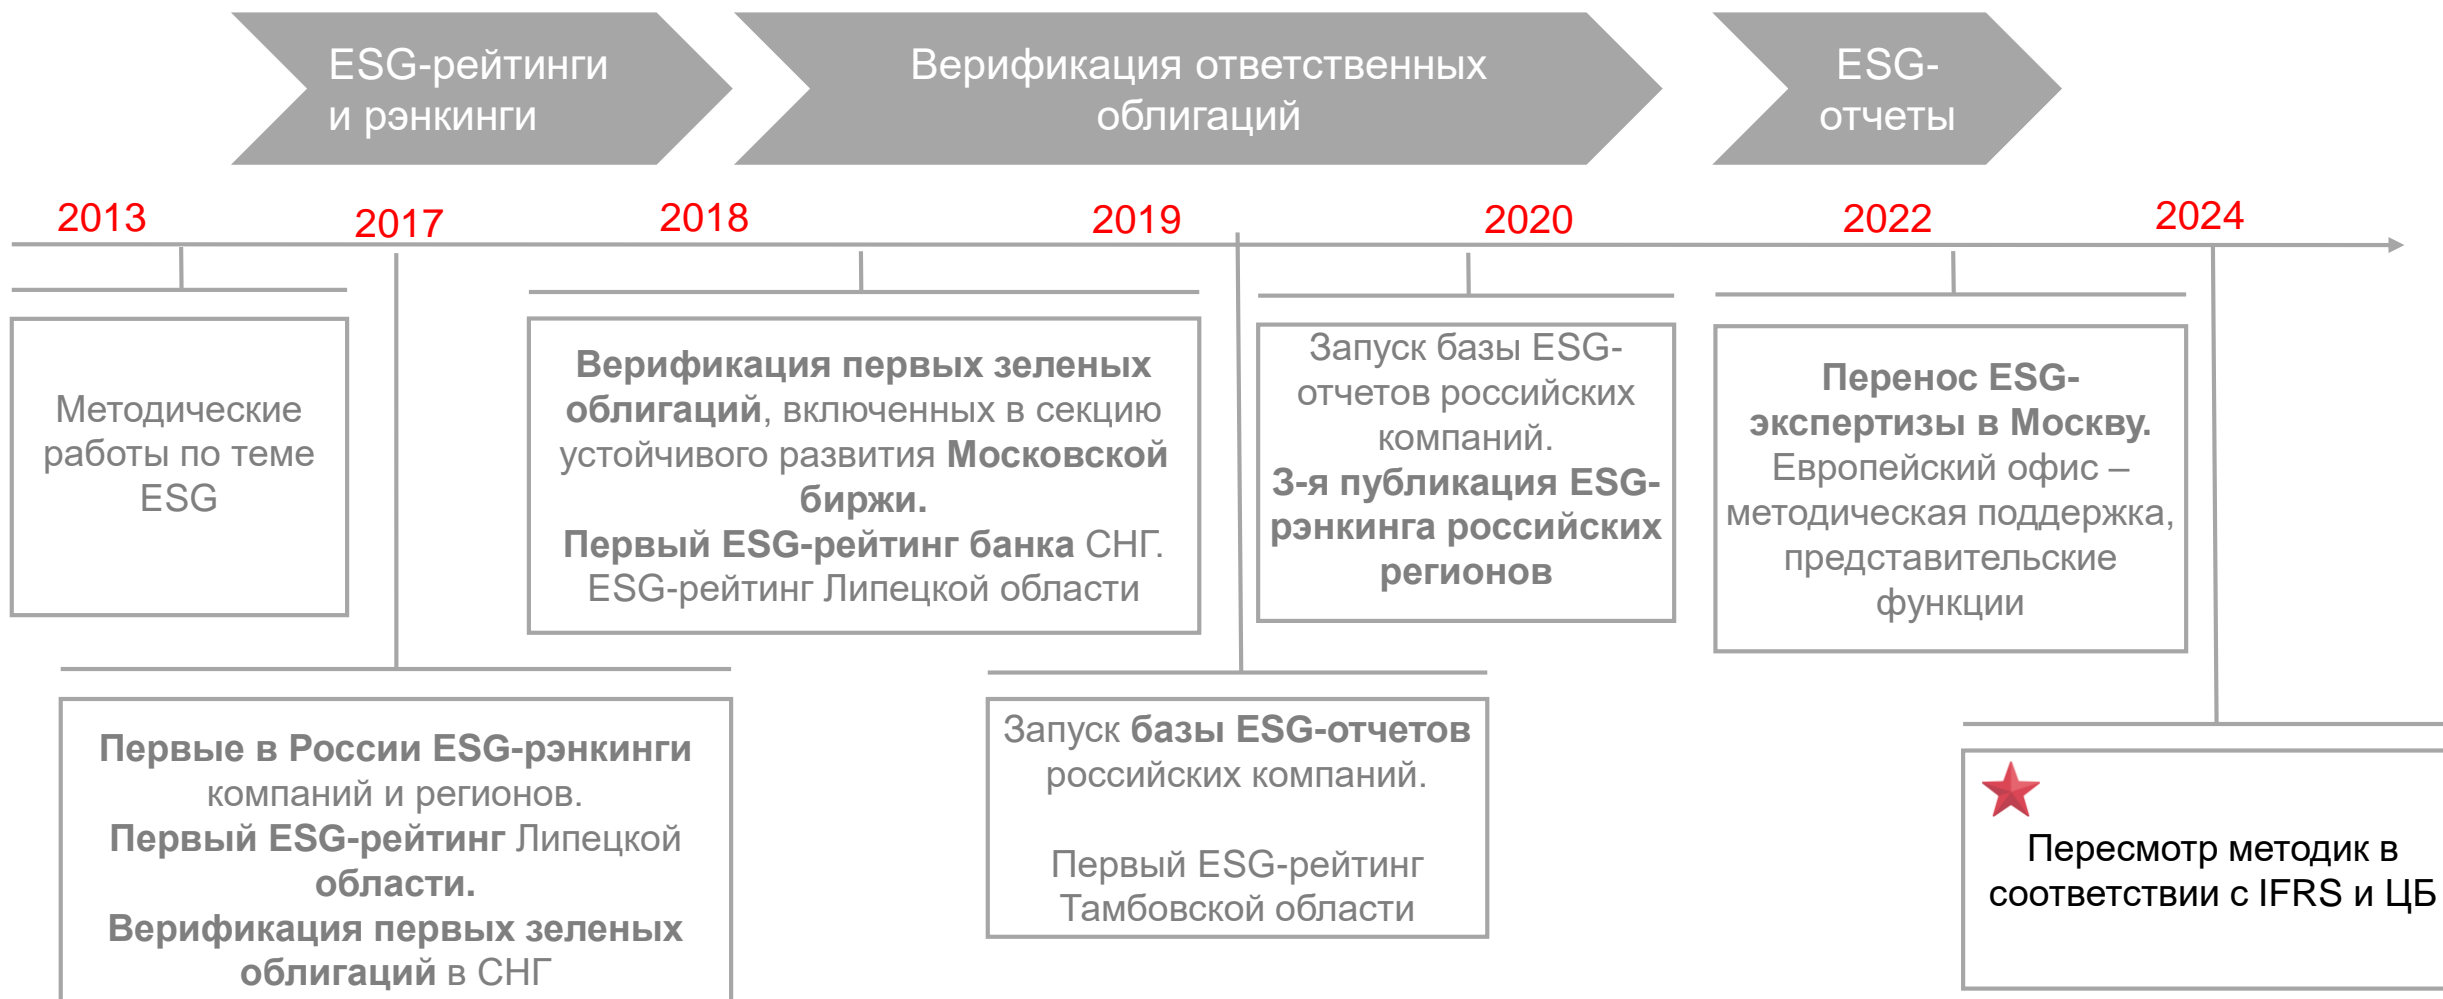 ESG-рейтинги
и рэнкинги
Верификация ответственных
облигаций
ESG-
отчеты
2013
2017
2018
2019
2020
2022
2024
Методические
работы по теме
ESG
Верификация первых зеленых
облигаций, включенных в секцию
устойчивого развития Московской
биржи.
Первый ESG-рейтинг банка СНГ.
ESG-рейтинг Липецкой области
Запуск базы ESG-
отчетов российских
компаний.
3-я публикация ESG-
рэнкинга российских
регионов
Перенос ESG-
экспертизы в Москву.
Европейский офис –
методическая поддержка,
представительские
функции
Первые в России ESG-рэнкинги
компаний и регионов.
Первый ESG-рейтинг Липецкой
области.
Верификация первых зеленых
облигаций в СНГ
Запуск базы ESG-отчетов
российских компаний.
Первый ESG-рейтинг
Тамбовской области
Пересмотр методик в
соответствии с IFRS и ЦБ